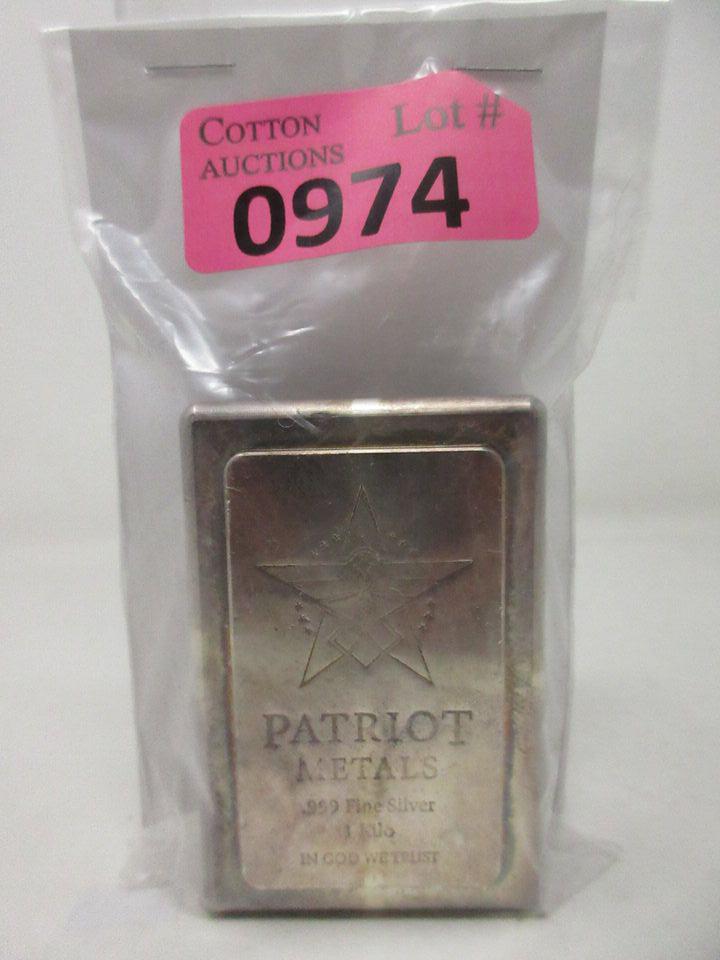 COTTON
AUCTIONS
Lot #
0974
PATRIOT
METALS
.999 Fine Silver
1 Kilo
IN GOD WE TRUST